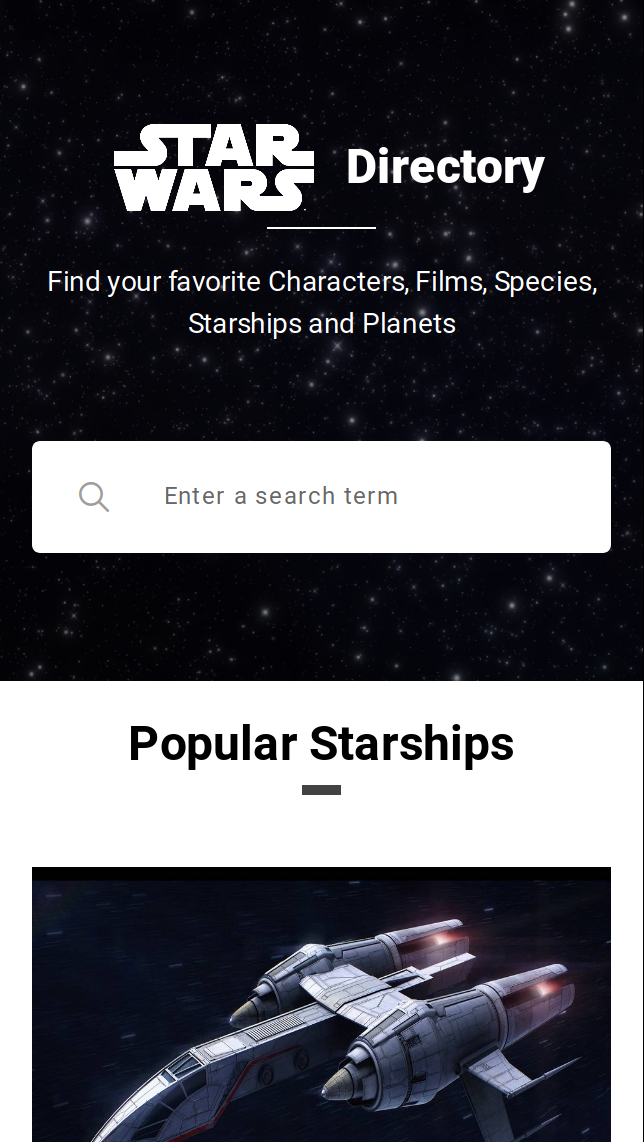 STAR
WARS
Directory
Find your favorite Characters, Films, Species,
Starships and Planets
Enter a search term
Popular Starships